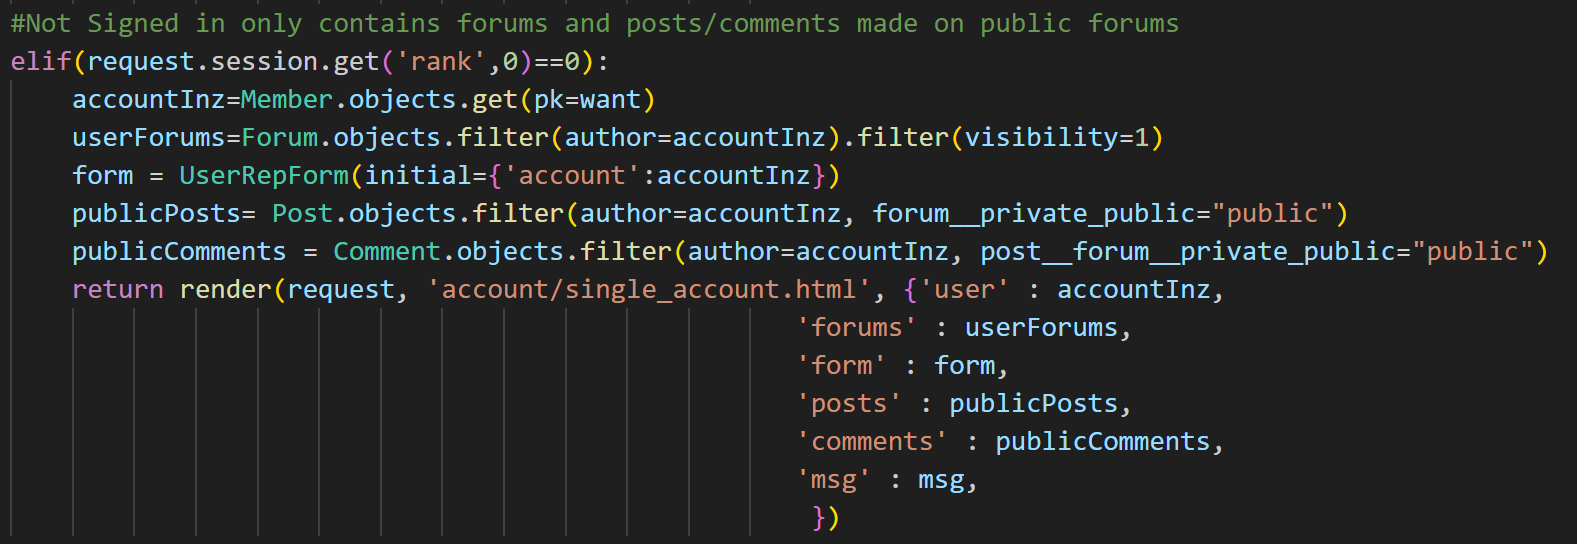 #Not Signed in only contains forums and posts/comments made on public forums
elif(request.session.get('rank',0)==0):
    accountInz=Member.objects.get(pk=want)
    userForums=Forum.objects.filter(author=accountInz).filter(visibility=1)
    form = UserRepForm(initial={'account':accountInz})
    publicPosts= Post.objects.filter(author=accountInz, forum__private_public="public")
    publicComments = Comment.objects.filter(author=accountInz, post__forum__private_public="public")
    return render(request, 'account/single_account.html', {'user' : accountInz,
                                                   'forums' : userForums,
                                                   'form' : form,
                                                   'posts' : publicPosts,
                                                   'comments' : publicComments,
                                                   'msg' : msg,
                                                    })